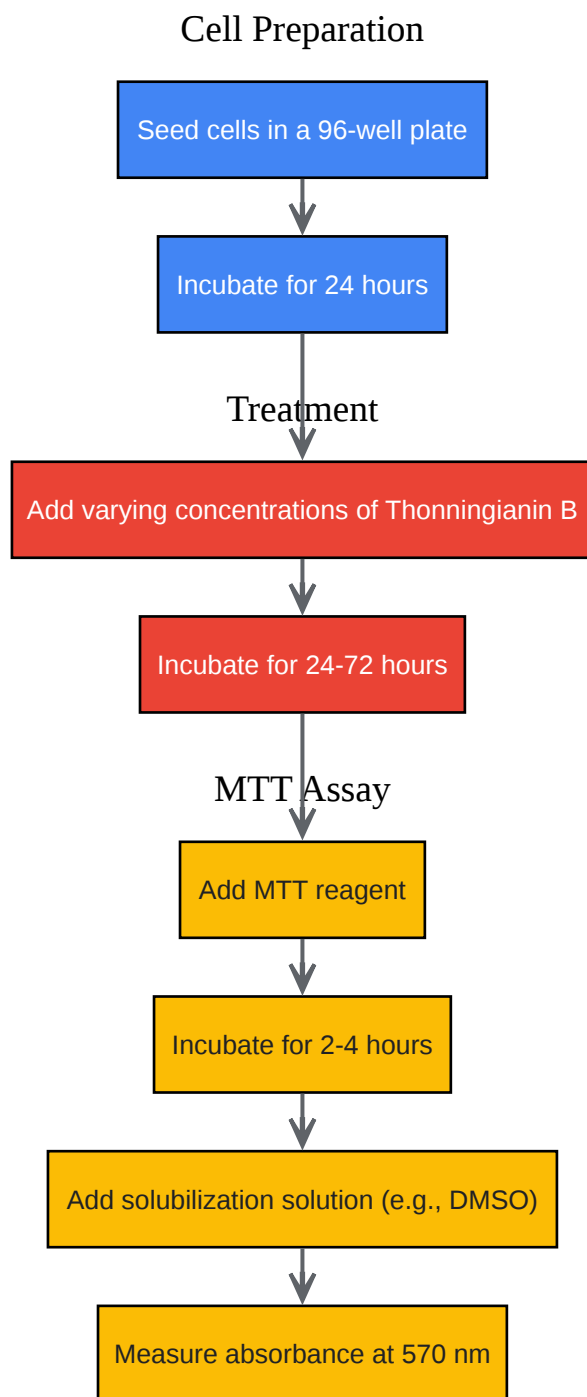 Cell Preparation
Seed cells in a 96-well plate
Incubate for 24 hours
Treatment
Add varying concentrations of Thonningianin B
Incubate for 24-72 hours
MTT Assay
Add MTT reagent
Incubate for 2-4 hours
Add solubilization solution (e.g., DMSO)
Measure absorbance at 570 nm